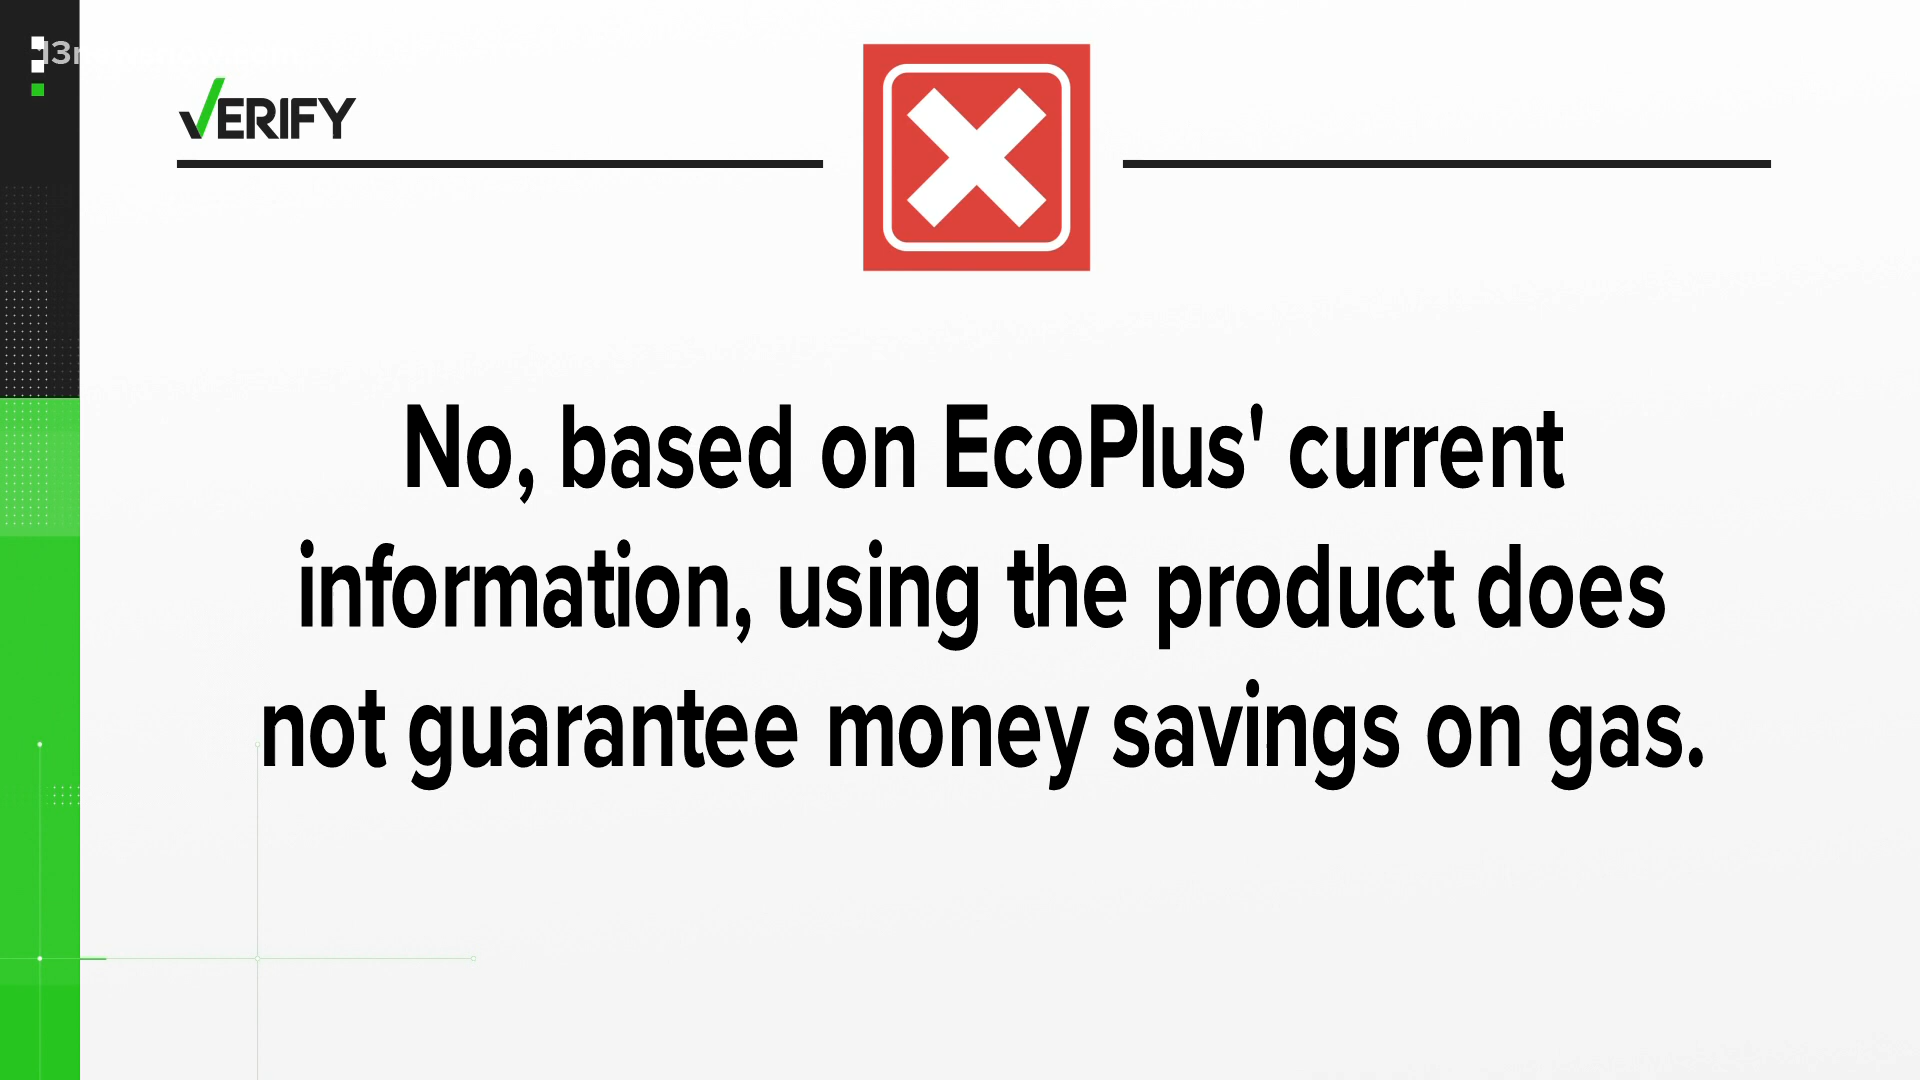 VERIFY
No, based on EcoPlus' current
information, using the product does
not guarantee money savings on gas.